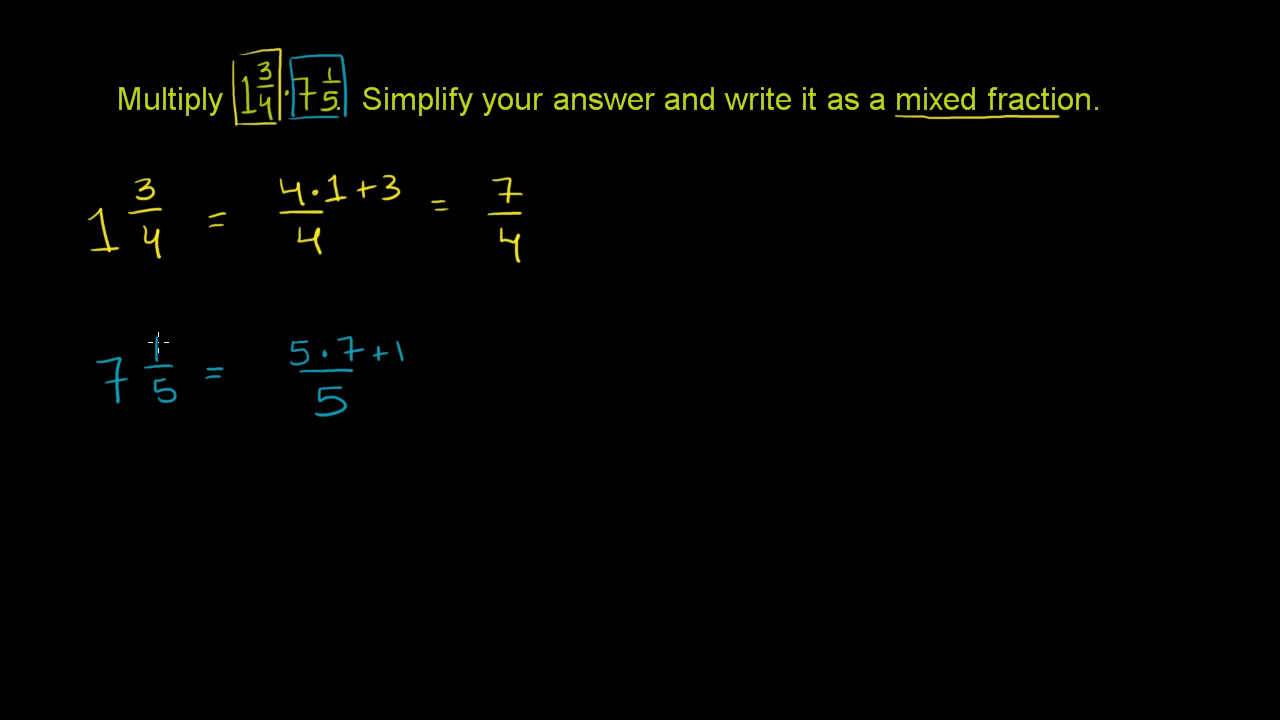 Multiply 1 3/4 · 7 1/5. Simplify your answer and write it as a mixed fraction.
1 3/4 = (4·1+3)/4 = 7/4
7 1/5 = (5·7+1)/5